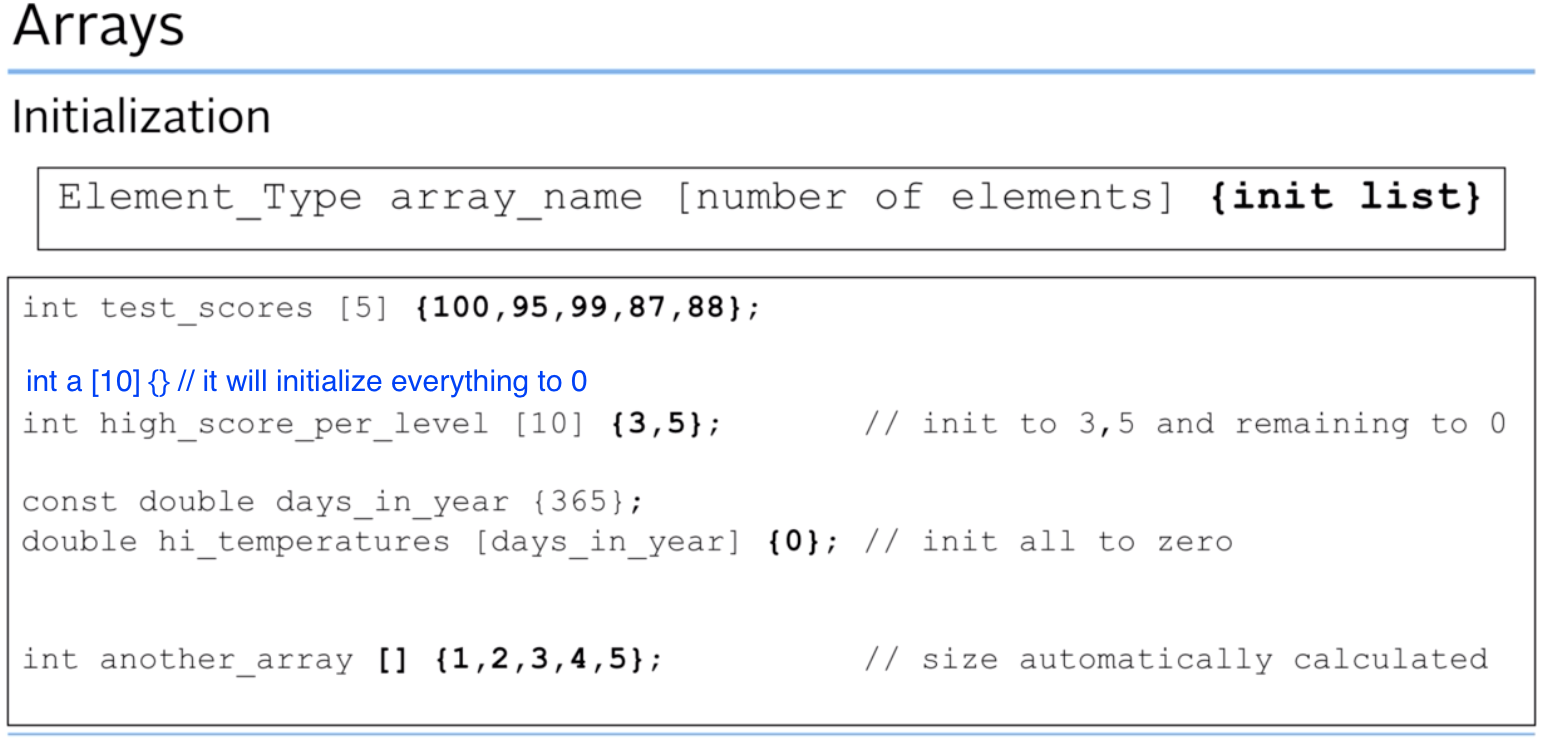 Arrays
Initialization
Element_Type array_name [number of elements] {init list}
int test_scores [5] {100,95,99,87,88};
int a [10] {} // it will initialize everything to 0
int high_score_per_level [10] {3,5}; // init to 3,5 and remaining to 0
const double days_in_year {365};
double hi_temperatures [days_in_year] {0}; // init all to zero
int another_array [] {1,2,3,4,5}; // size automatically calculated